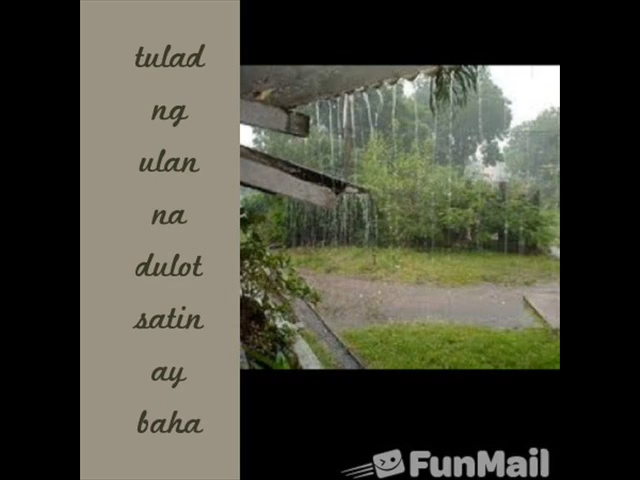 tulad
ng
ulan
na
dulot
satin
ay
baha
FunMail